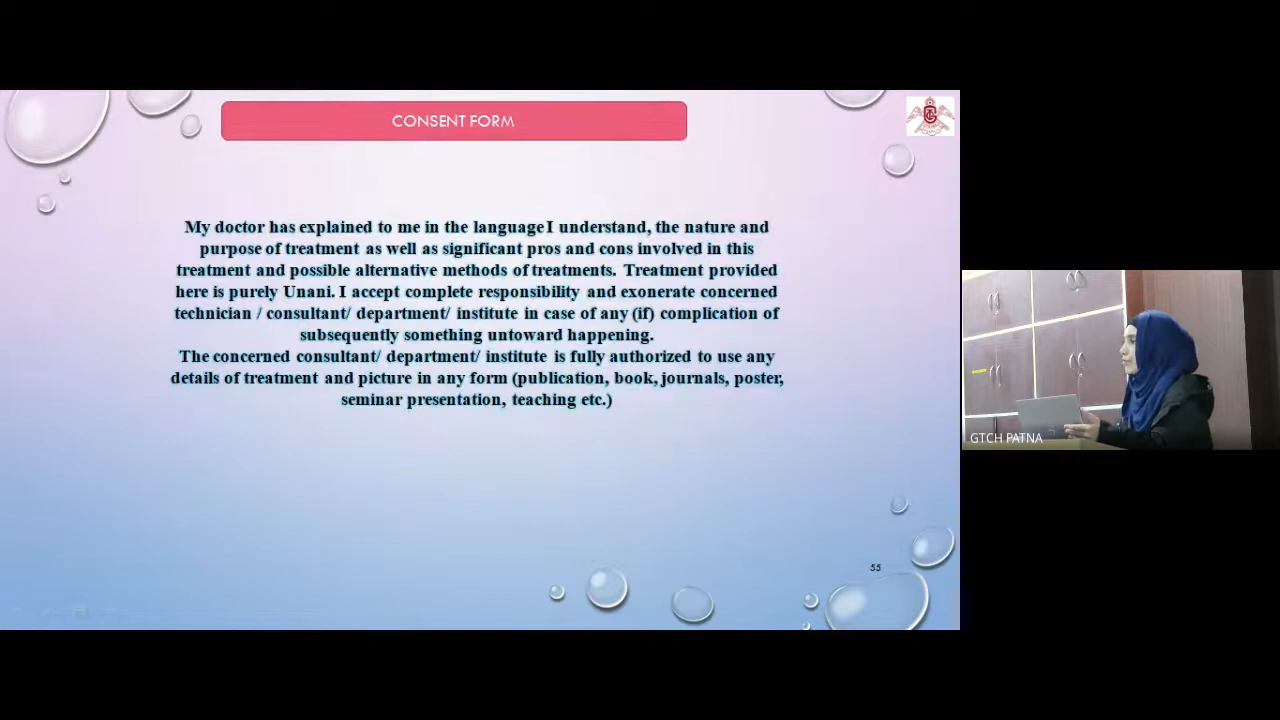 CONSENT FORM
My doctor has explained to me in the language I understand, the nature and
purpose of treatment as well as significant pros and cons involved in this
treatment and possible alternative methods of treatments. Treatment provided
here is purely Unani. I accept complete responsibility and exonerate concerned
technician / consultant/ department/ institute in case of any (if) complication of
subsequently something untoward happening.
The concerned consultant/ department/ institute is fully authorized to use any
details of treatment and picture in any form (publication, book, journals, poster,
seminar presentation, teaching etc.)
GTCH PATNA
55